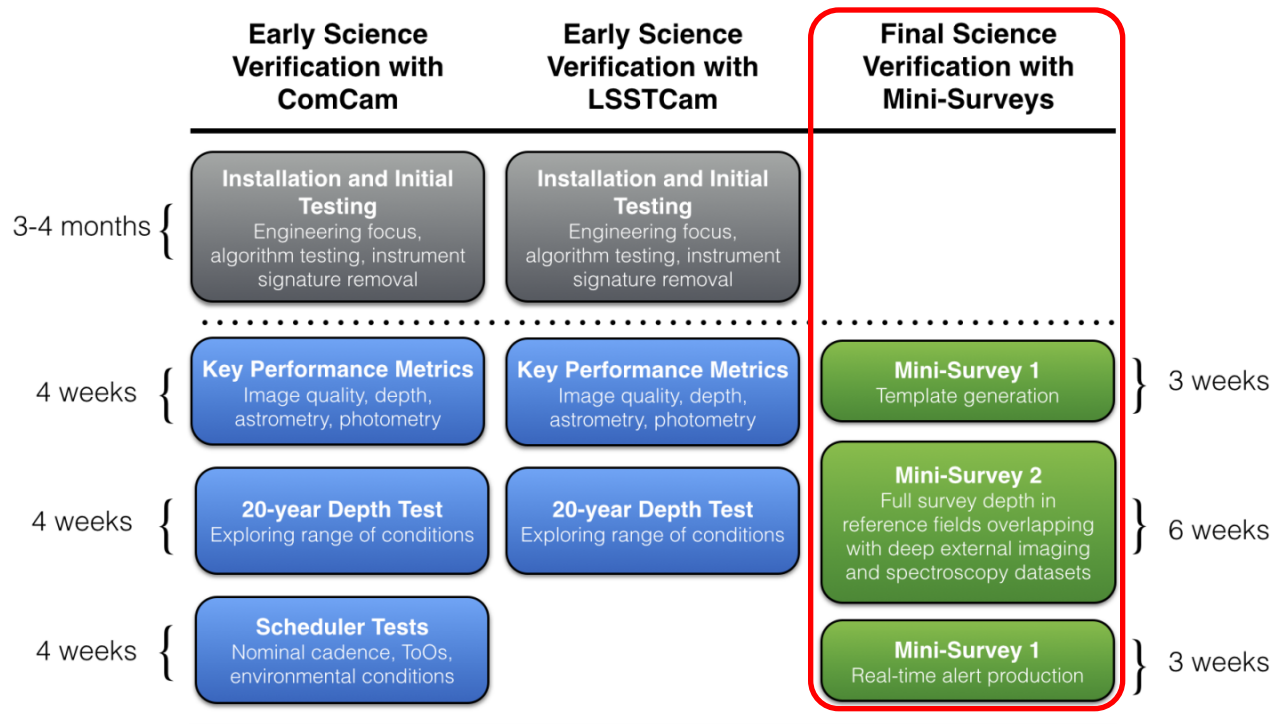 Early Science
Verification with
ComCam
Early Science
Verification with
LSSTCam
Final Science
Verification with
Mini-Surveys
3-4 months
Installation and Initial
Testing
Engineering focus,
algorithm testing, instrument
signature removal
Installation and Initial
Testing
Engineering focus,
algorithm testing, instrument
signature removal
4 weeks
Key Performance Metrics
Image quality, depth,
astrometry, photometry
Key Performance Metrics
Image quality, depth,
astrometry, photometry
Mini-Survey 1
Template generation
3 weeks
4 weeks
20-year Depth Test
Exploring range of conditions
20-year Depth Test
Exploring range of conditions
Mini-Survey 2
Full survey depth in
reference fields overlapping
with deep external imaging
and spectroscopy datasets
6 weeks
4 weeks
Scheduler Tests
Nominal cadence, ToOs,
environmental conditions
Mini-Survey 1
Real-time alert production
3 weeks